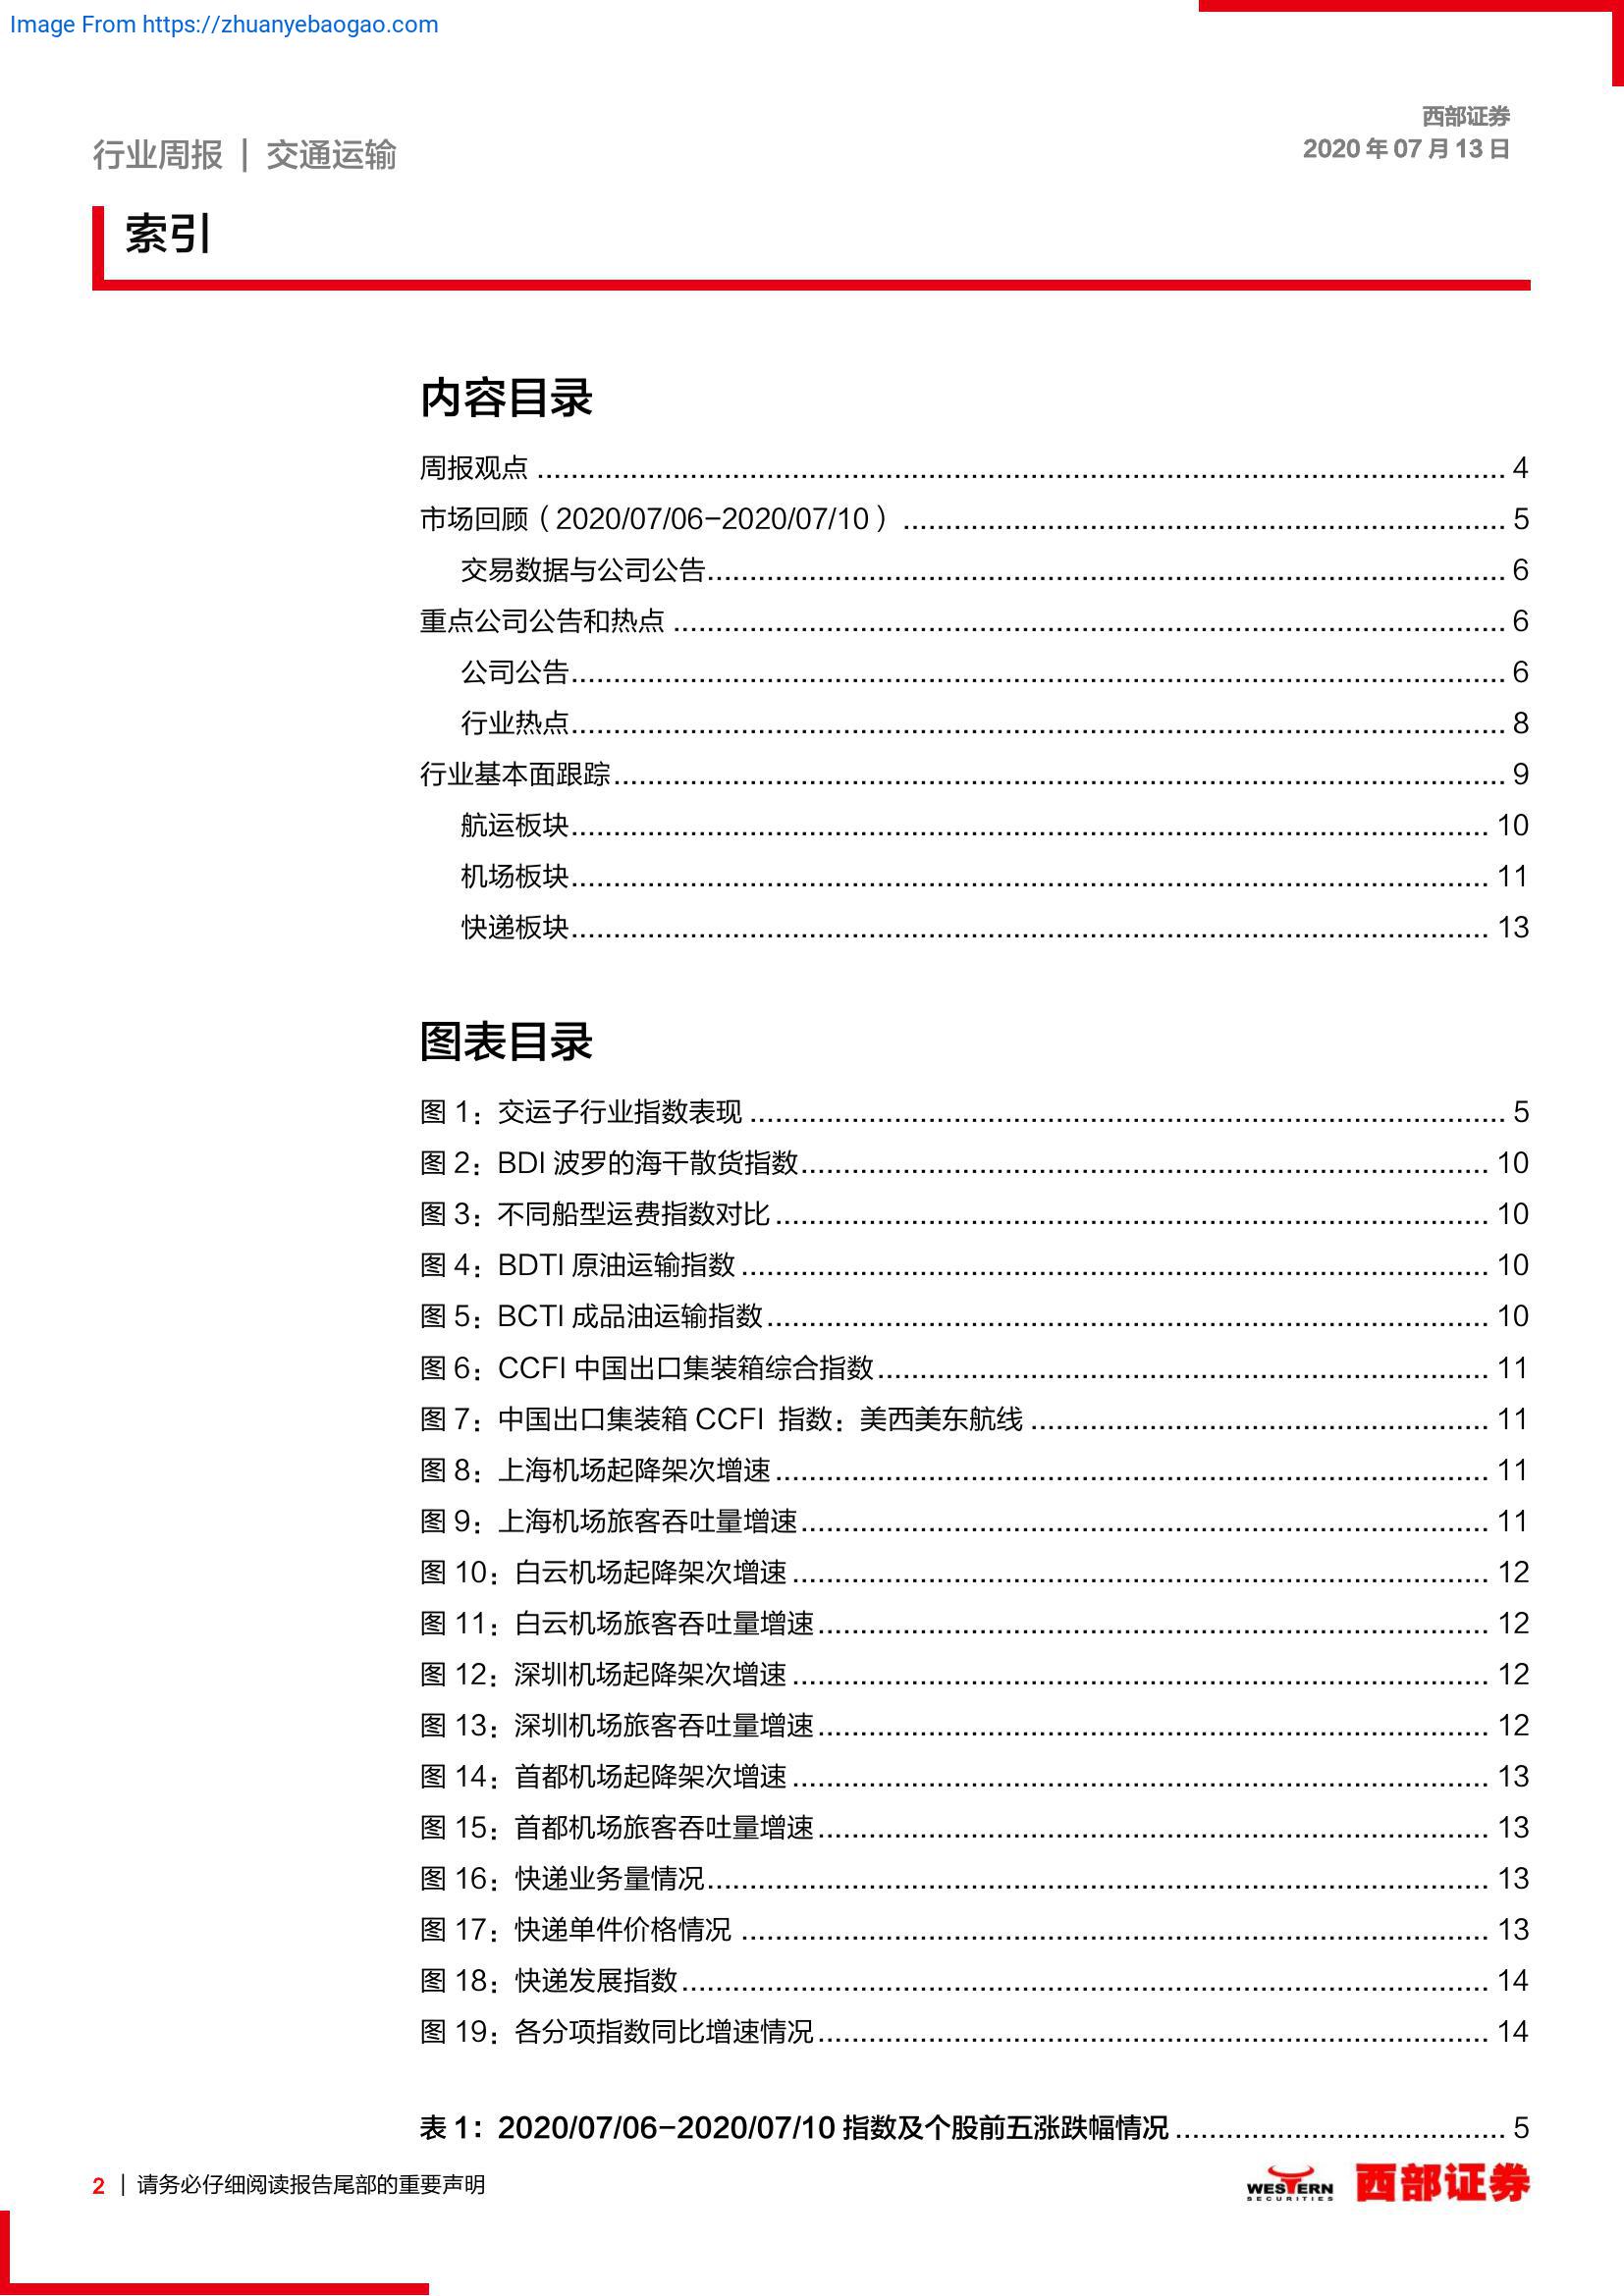 Image From https://zhuanyebaogao.com
西部证券
2020 年 07 月 13 日
行业周报 | 交通运输
索引
内容目录
周报观点 4
市场回顾（2020/07/06-2020/07/10） 5
交易数据与公司公告 6
重点公司公告和热点 6
公司公告 6
行业热点 8
行业基本面跟踪 9
航运板块 10
机场板块 11
快递板块 13
图表目录
图 1：交运子行业指数表现 5
图 2：BDI 波罗的海干散货指数 10
图 3：不同船型运费指数对比 10
图 4：BDTI 原油运输指数 10
图 5：BCTI 成品油运输指数 10
图 6：CCFI 中国出口集装箱综合指数 11
图 7：中国出口集装箱 CCFI 指数：美西美东航线 11
图 8：上海机场起降架次增速 11
图 9：上海机场旅客吞吐量增速 11
图 10：白云机场起降架次增速 12
图 11：白云机场旅客吞吐量增速 12
图 12：深圳机场起降架次增速 12
图 13：深圳机场旅客吞吐量增速 12
图 14：首都机场起降架次增速 13
图 15：首都机场旅客吞吐量增速 13
图 16：快递业务量情况 13
图 17：快递单件价格情况 13
图 18：快递发展指数 14
图 19：各分项指数同比增速情况 14
表 1：2020/07/06-2020/07/10 指数及个股前五涨跌幅情况 5
2 | 请务必仔细阅读报告尾部的重要声明
WESTERN
SECURITIES
西部证券